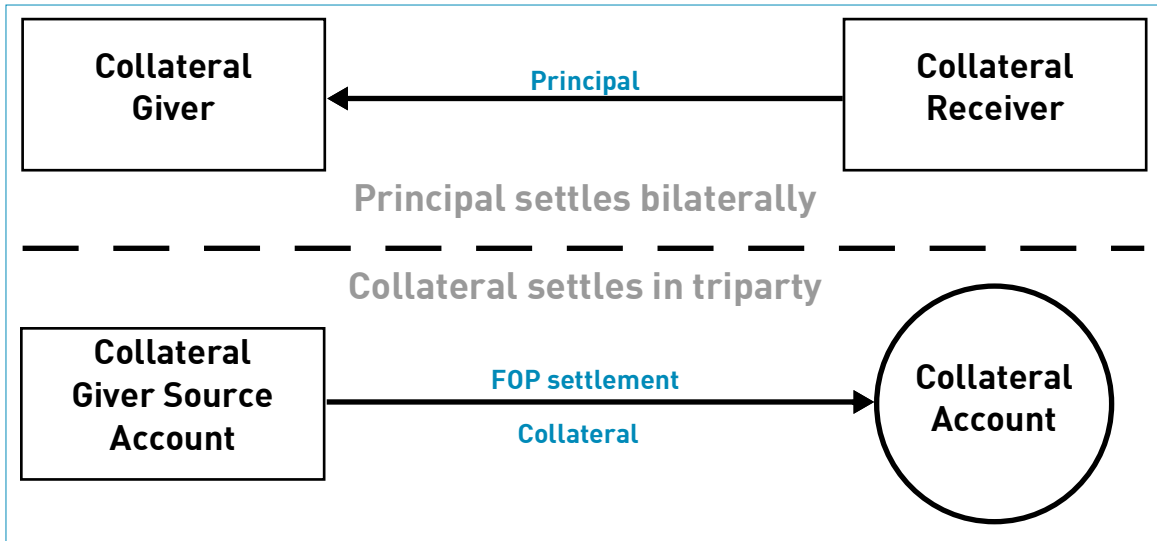 Collateral
Giver
Principal
Collateral
Receiver
Principal settles bilaterally
Collateral settles in triparty
Collateral
Giver Source
Account
FOP settlement
Collateral
Collateral
Account